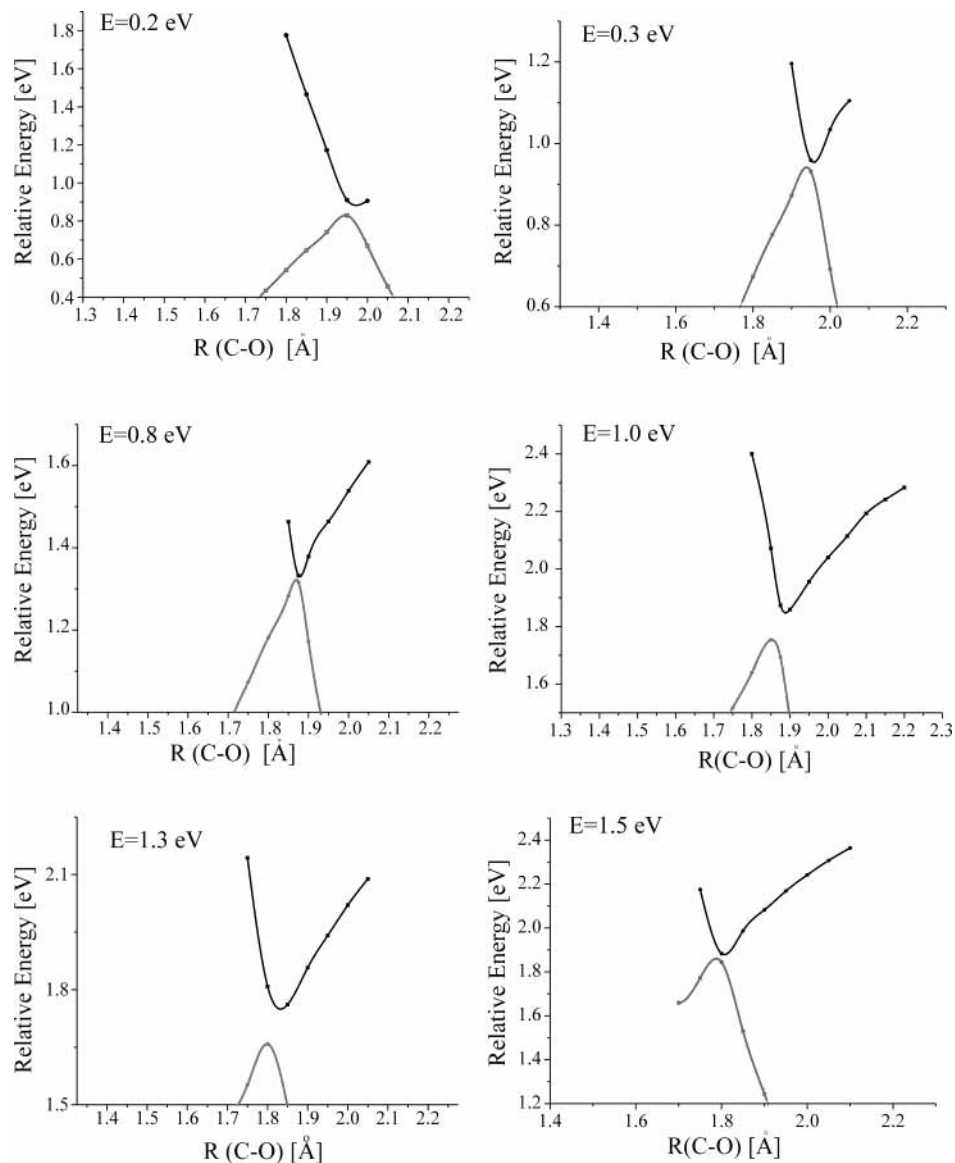 E=0.2 eV
Relative Energy [eV]
1.8
1.6
1.4
1.2
1.0
0.8
0.6
0.4
1.3 1.4 1.5 1.6 1.7 1.8 1.9 2.0 2.1 2.2
R (C-O) [Å]
E=0.3 eV
Relative Energy [eV]
1.2
1.0
0.8
0.6
1.4 1.6 1.8 2.0 2.2
R (C-O) [Å]
E=0.8 eV
Relative Energy [eV]
1.6
1.4
1.2
1.0
1.4 1.5 1.6 1.7 1.8 1.9 2.0 2.1 2.2
R (C-O) [Å]
E=1.0 eV
Relative Energy [eV]
2.4
2.2
2.0
1.8
1.6
1.3 1.4 1.5 1.6 1.7 1.8 1.9 2.0 2.1 2.2 2.3
R(C-O) [Å]
E=1.3 eV
Relative Energy [eV]
2.1
1.8
1.5
1.4 1.5 1.6 1.7 1.8 1.9 2.0 2.1 2.2
R (C-O) [Å]
E=1.5 eV
Relative Energy [eV]
2.4
2.2
2.0
1.8
1.6
1.4
1.2
1.4 1.6 1.8 2.0 2.2
R(C-O) [Å]